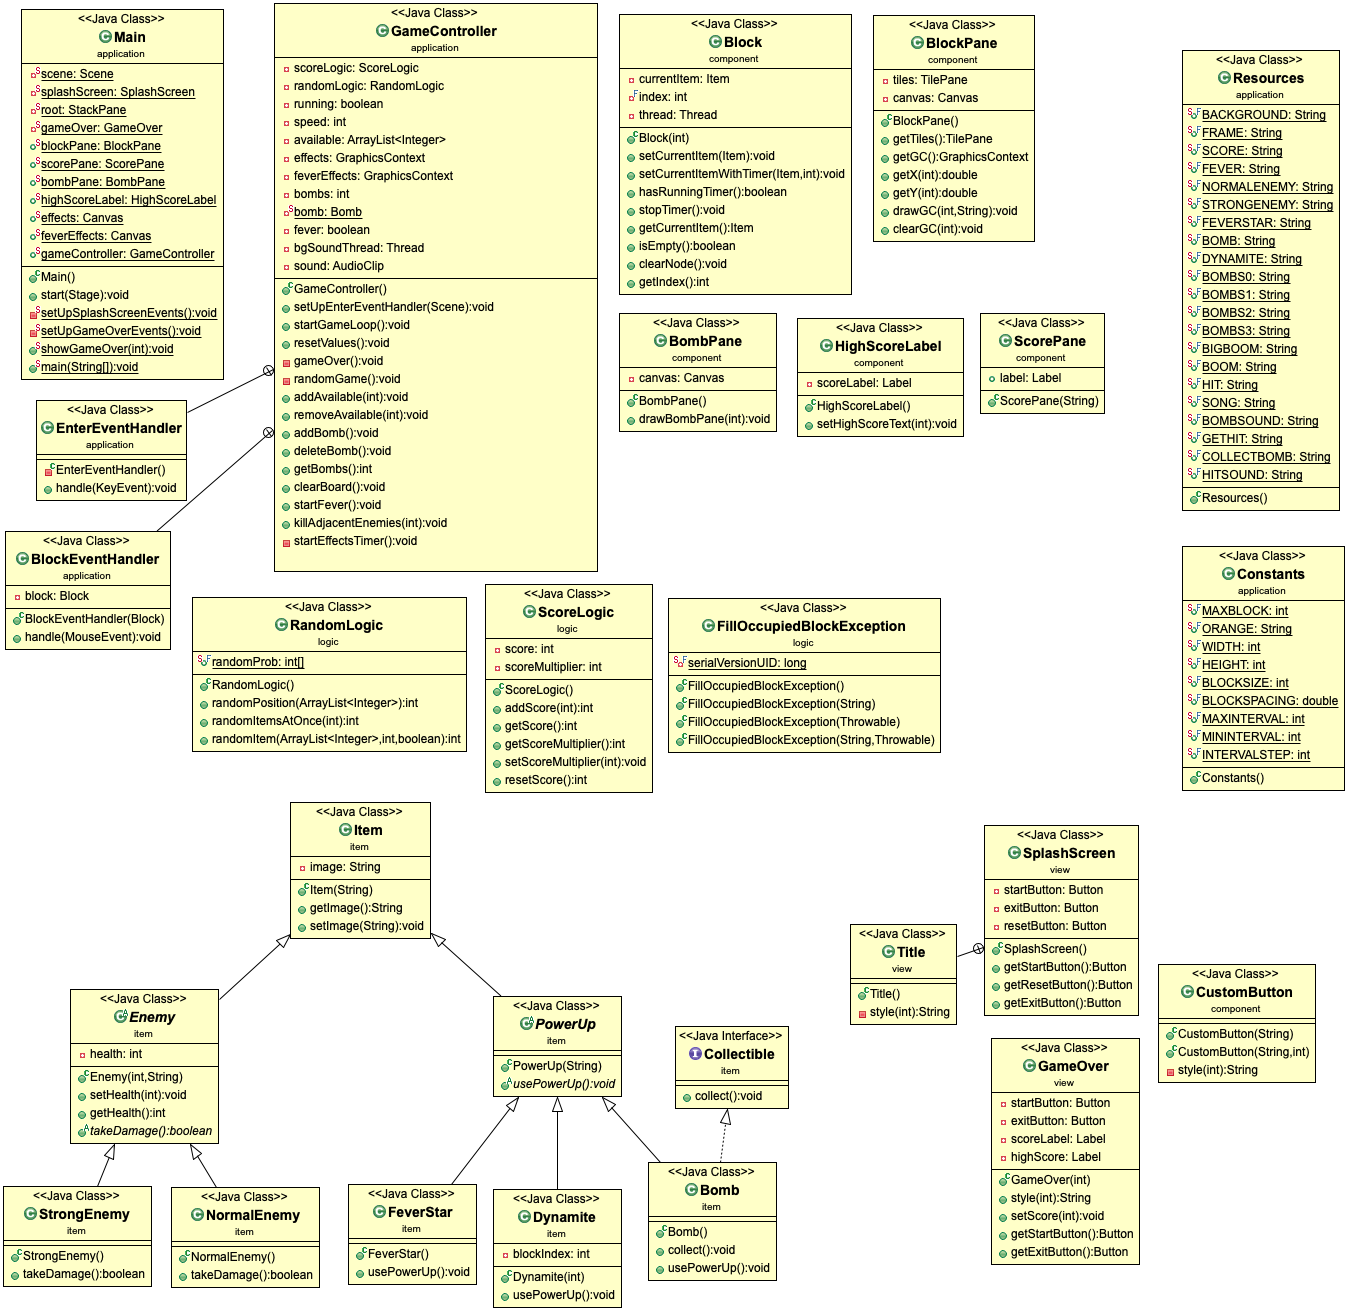 <<Java Class>>
Main
application
scene: Scene
splashScreen: SplashScreen
root: StackPane
gameOver: GameOver
blockPane: BlockPane
scorePane: ScorePane
bombPane: BombPane
highScoreLabel: HighScoreLabel
effects: Canvas
feverEffects: Canvas
gameController: GameController
Main()
start(Stage):void
setUpSplashScreenEvents():void
setUpGameOverEvents():void
showGameOver(int):void
main(String[]):void
<<Java Class>>
GameController
application
scoreLogic: ScoreLogic
randomLogic: RandomLogic
running: boolean
speed: int
available: ArrayList<Integer>
effects: GraphicsContext
feverEffects: GraphicsContext
bombs: int
bomb: Bomb
fever: boolean
bgSoundThread: Thread
sound: AudioClip
GameController()
setUpEnterEventHandler(Scene):void
startGameLoop():void
resetValues():void
gameOver():void
randomGame():void
addAvailable(int):void
removeAvailable(int):void
addBomb():void
deleteBomb():void
getBombs():int
clearBoard():void
startFever():void
killAdjacentEnemies(int):void
startEffectsTimer():void
<<Java Class>>
Block
component
currentItem: Item
index: int
thread: Thread
Block(int)
setCurrentItem(Item):void
setCurrentItemWithTimer(Item,int):void
hasRunningTimer():boolean
stopTimer():void
getCurrentItem():Item
isEmpty():boolean
clearNode():void
getIndex():int
<<Java Class>>
BlockPane
component
tiles: TilePane
canvas: Canvas
BlockPane()
getTiles():TilePane
getGC():GraphicsContext
getX(int):double
getY(int):double
drawGC(int,String):void
clearGC(int):void
<<Java Class>>
Resources
application
BACKGROUND: String
FRAME: String
SCORE: String
FEVER: String
NORMALENEMY: String
STRONGENEMY: String
FEVERSTAR: String
BOMB: String
DYNAMITE: String
BOMBS0: String
BOMBS1: String
BOMBS2: String
BOMBS3: String
BIGBOOM: String
BOOM: String
HIT: String
SONG: String
BOMBSOUND: String
GETHIT: String
COLLECTBOMB: String
HITSOUND: String
Resources()
<<Java Class>>
BombPane
component
canvas: Canvas
BombPane()
drawBombPane(int):void
<<Java Class>>
HighScoreLabel
component
scoreLabel: Label
HighScoreLabel()
setHighScoreText(int):void
<<Java Class>>
ScorePane
component
label: Label
ScorePane(String)
<<Java Class>>
EnterEventHandler
application
EnterEventHandler()
handle(KeyEvent):void
<<Java Class>>
BlockEventHandler
application
block: Block
BlockEventHandler(Block)
handle(MouseEvent):void
<<Java Class>>
RandomLogic
logic
randomProb: int[]
RandomLogic()
randomPosition(ArrayList<Integer>):int
randomItemsAtOnce(int):int
randomItem(ArrayList<Integer>,int,boolean):int
<<Java Class>>
ScoreLogic
logic
score: int
scoreMultiplier: int
ScoreLogic()
addScore(int):int
getScore():int
getScoreMultiplier():int
setScoreMultiplier(int):void
resetScore():int
<<Java Class>>
FillOccupiedBlockException
logic
serialVersionUID: long
FillOccupiedBlockException()
FillOccupiedBlockException(String)
FillOccupiedBlockException(Throwable)
FillOccupiedBlockException(String,Throwable)
<<Java Class>>
Constants
application
MAXBLOCK: int
ORANGE: String
WIDTH: int
HEIGHT: int
BLOCKSIZE: int
BLOCKSPACING: double
MAXINTERVAL: int
MININTERVAL: int
INTERVALSTEP: int
Constants()
<<Java Class>>
Item
item
image: String
Item(String)
getImage():String
setImage(String):void
<<Java Class>>
SplashScreen
view
startButton: Button
exitButton: Button
resetButton: Button
SplashScreen()
getStartButton():Button
getResetButton():Button
getExitButton():Button
<<Java Class>>
Title
view
Title()
style(int):String
<<Java Class>>
CustomButton
component
CustomButton(String)
CustomButton(String,int)
style(int):String
<<Java Class>>
Enemy
item
health: int
Enemy(int,String)
setHealth(int):void
getHealth():int
takeDamage():boolean
<<Java Class>>
PowerUp
item
PowerUp(String)
usePowerUp():void
<<Java Interface>>
Collectible
item
collect():void
<<Java Class>>
GameOver
view
startButton: Button
exitButton: Button
scoreLabel: Label
highScore: Label
GameOver(int)
style(int):String
setScore(int):void
getStartButton():Button
getExitButton():Button
<<Java Class>>
StrongEnemy
item
StrongEnemy()
takeDamage():boolean
<<Java Class>>
NormalEnemy
item
NormalEnemy()
takeDamage():boolean
<<Java Class>>
FeverStar
item
FeverStar()
usePowerUp():void
<<Java Class>>
Dynamite
item
blockIndex: int
Dynamite(int)
usePowerUp():void
<<Java Class>>
Bomb
item
Bomb()
collect():void
usePowerUp():void